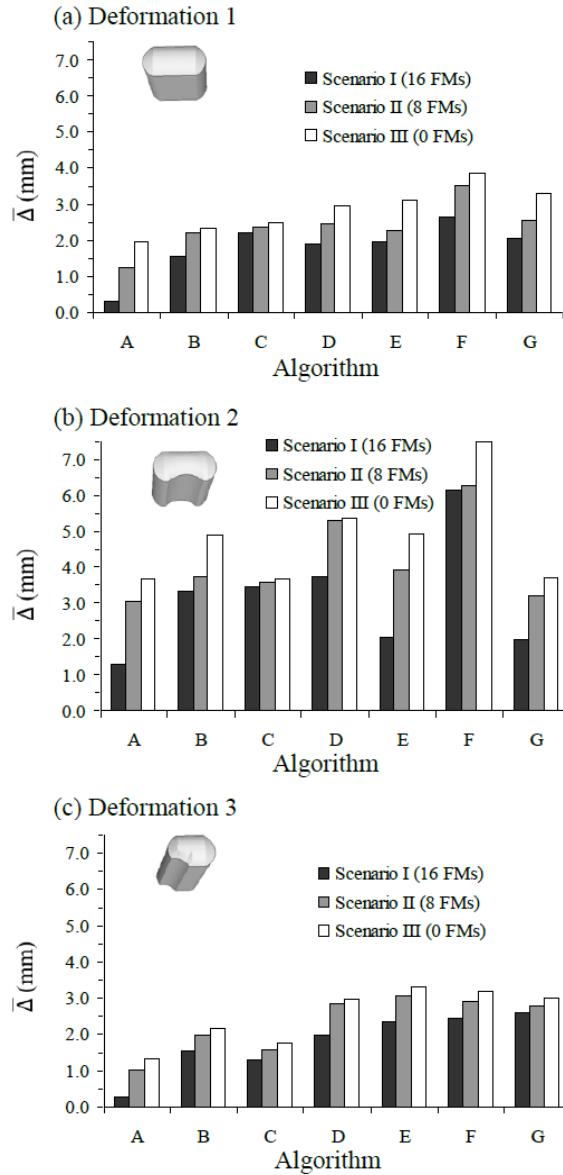 (a) Deformation 1
7.0
6.0
5.0
4.0
3.0
2.0
1.0
0.0
Δ̄ (mm)
Scenario I (16 FMs)
Scenario II (8 FMs)
Scenario III (0 FMs)
A B C D E F G
Algorithm
(b) Deformation 2
7.0
6.0
5.0
4.0
3.0
2.0
1.0
0.0
Δ̄ (mm)
Scenario I (16 FMs)
Scenario II (8 FMs)
Scenario III (0 FMs)
A B C D E F G
Algorithm
(c) Deformation 3
7.0
6.0
5.0
4.0
3.0
2.0
1.0
0.0
Δ̄ (mm)
Scenario I (16 FMs)
Scenario II (8 FMs)
Scenario III (0 FMs)
A B C D E F G
Algorithm